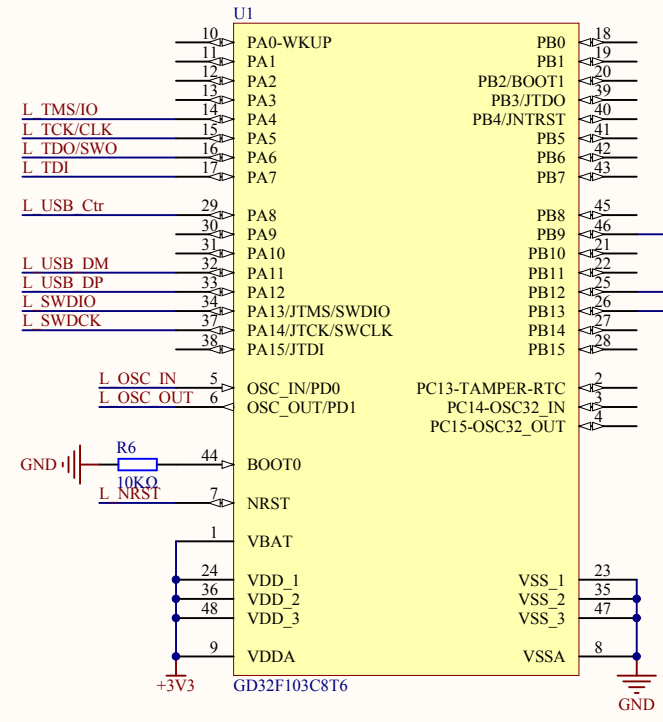 U1
10 PA0-WKUP PB0 18
11 PA1 PB1 19
12 PA2 PB2/BOOT1 20
13 PA3 PB3/JTDO 39
L_TMS/IO 14 PA4 PB4/JNTRST 40
L_TCK/CLK 15 PA5 PB5 41
L_TDO/SWO 16 PA6 PB6 42
L_TDI 17 PA7 PB7 43
L_USB_Ctr 29 PA8 PB8 45
30 PA9 PB9 46
31 PA10 PB10 21
L_USB_DM 32 PA11 PB11 22
L_USB_DP 33 PA12 PB12 25
L_SWDIO 34 PA13/JTMS/SWDIO PB13 26
L_SWDCK 37 PA14/JTCK/SWCLK PB14 27
38 PA15/JTDI PB15 28
L_OSC_IN 5 OSC_IN/PD0 PC13-TAMPER-RTC 2
L_OSC_OUT 6 OSC_OUT/PD1 PC14-OSC32_IN 3
PC15-OSC32_OUT 4
R6
GND 44 BOOT0
10KΩ
L_NRST 7 NRST
1 VBAT
24 VDD_1 VSS_1 23
36 VDD_2 VSS_2 35
48 VDD_3 VSS_3 47
9 VDDA VSSA 8
+3V3 GD32F103C8T6
GND